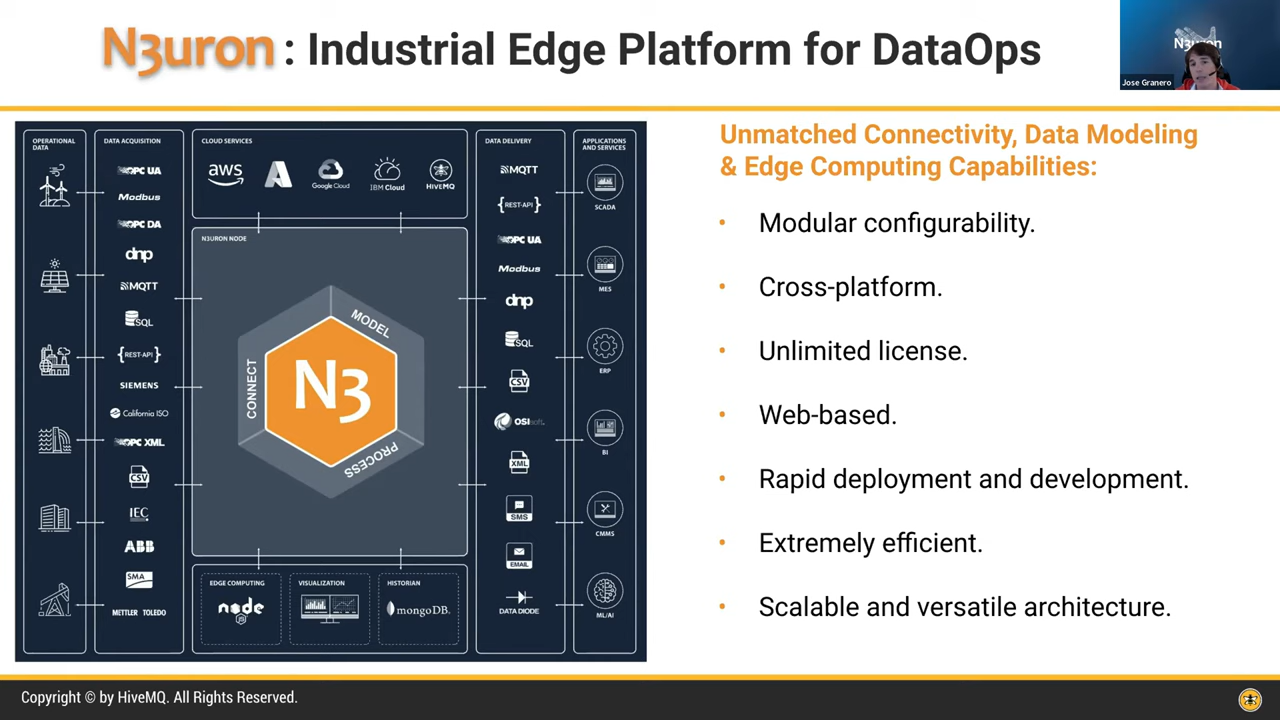 N3uron : Industrial Edge Platform for DataOps
N3uron
Jose Granero
OPERATIONAL
DATA
DATA ACQUISITION
OPC UA
Modbus
OPC DA
dnp
MQTT
SQL
{REST-API}
SIEMENS
California ISO
OPC XML
CSV
IEC
ABB
SMA
METTLER TOLEDO
CLOUD SERVICES
aws
Google Cloud
IBM Cloud
HIVEMQ
N3URON NODE
CONNECT
MODEL
PROCESS
N3
EDGE COMPUTING
node
JS
VISUALIZATION
HISTORIAN
mongoDB.
DATA DELIVERY
MQTT
{REST-API}
OPC UA
Modbus
dnp
SQL
CSV
OSIsoft.
XML
SMS
EMAIL
DATA DIODE
APPLICATIONS
AND SERVICES
SCADA
MES
ERP
BI
CMMS
ML/AI
Unmatched Connectivity, Data Modeling
& Edge Computing Capabilities:
• Modular configurability.
• Cross-platform.
• Unlimited license.
• Web-based.
• Rapid deployment and development.
• Extremely efficient.
• Scalable and versatile architecture.
Copyright © by HiveMQ. All Rights Reserved.